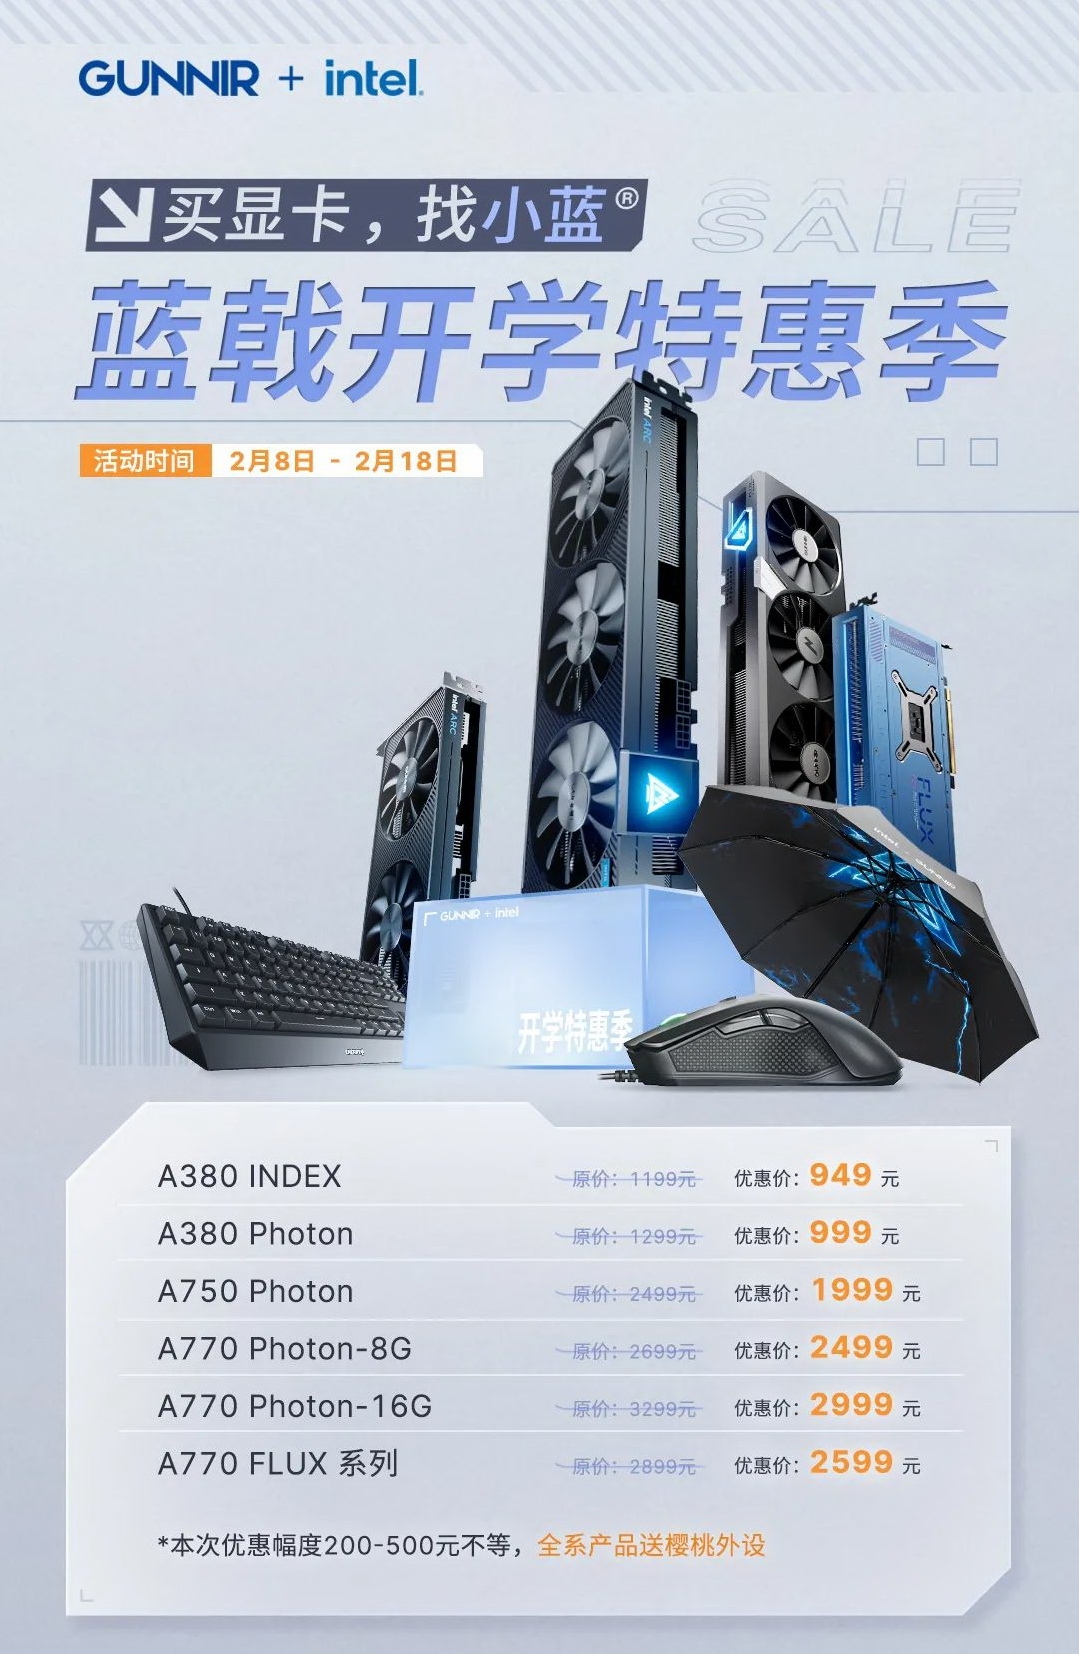 GUNNIR + intel.
买显卡，找小蓝®
SALE
蓝戟开学特惠季
活动时间 2月8日 - 2月18日
intel ARC
intel ARC
FLUX
intel GUNNIR
GUNNIR + intel
开学特惠季
A380 INDEX 原价：1199元 优惠价：949 元
A380 Photon 原价：1299元 优惠价：999 元
A750 Photon 原价：2499元 优惠价：1999 元
A770 Photon-8G 原价：2699元 优惠价：2499 元
A770 Photon-16G 原价：3299元 优惠价：2999 元
A770 FLUX 系列 原价：2899元 优惠价：2599 元
*本次优惠幅度200-500元不等，全系产品送樱桃外设